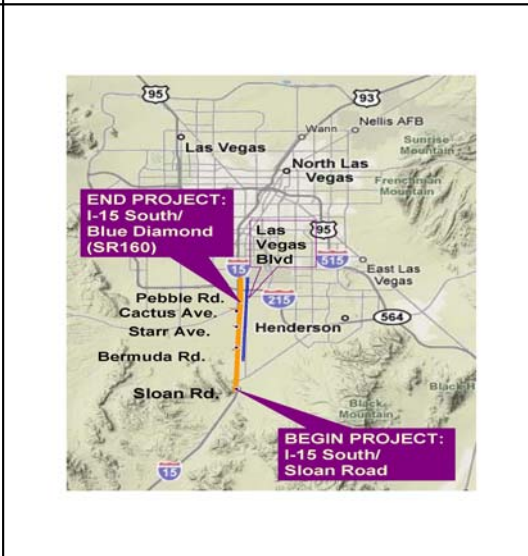 95
93
Nellis AFB
Wann
Las Vegas
Sunrise
Mountain
North Las
Vegas
Frenchman
Mountain
END PROJECT:
I-15 South/
Blue Diamond
(SR160)
Las
Vegas
Blvd
95
515
15
East Las
Vegas
215
Pebble Rd.
Cactus Ave.
564
Starr Ave.
Henderson
Bermuda Rd.
Sloan Rd.
Black
Mountain
Black H
BEGIN PROJECT:
I-15 South/
Sloan Road
15